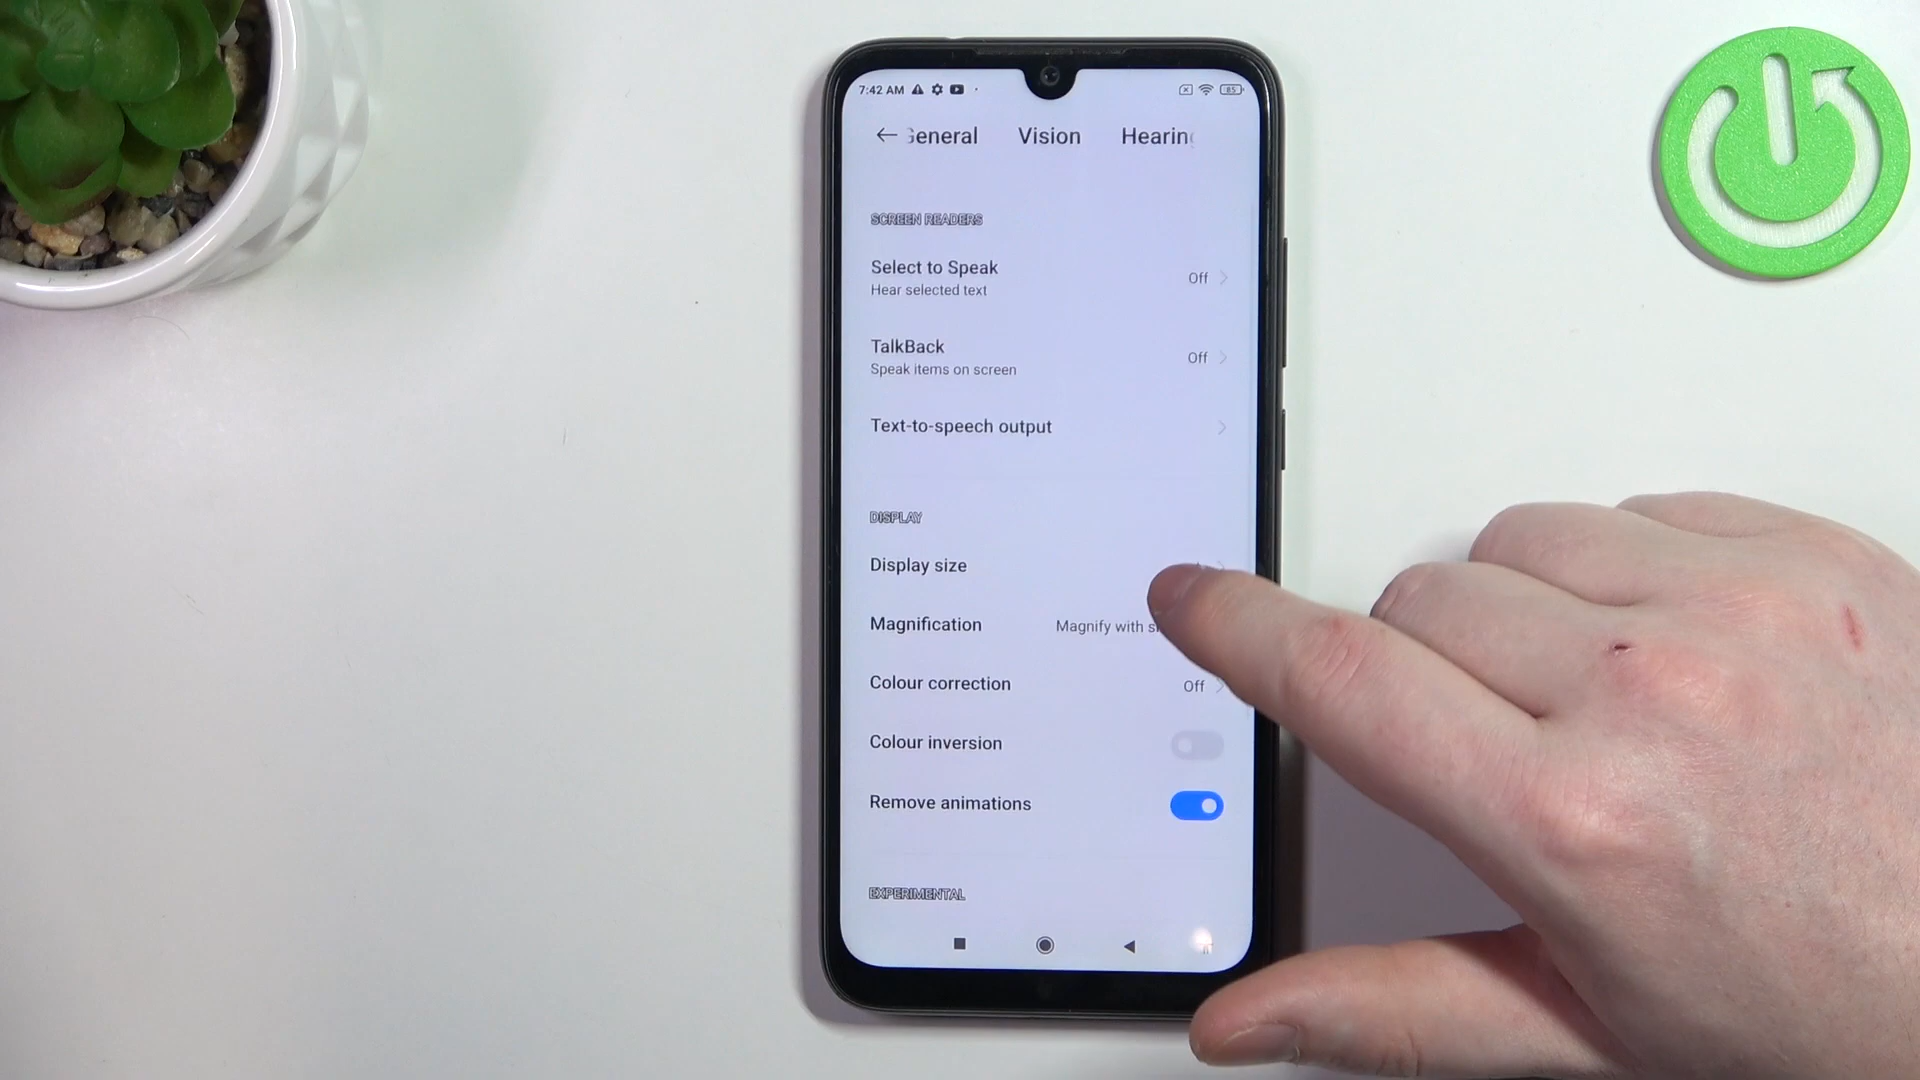 7:42 AM
85
General Vision Hearing
SCREEN READERS
Select to Speak
Hear selected text
Off
TalkBack
Speak items on screen
Off
Text-to-speech output
DISPLAY
Display size
Magnification Magnify with
Colour correction Off
Colour inversion
Remove animations
EXPERIMENTAL